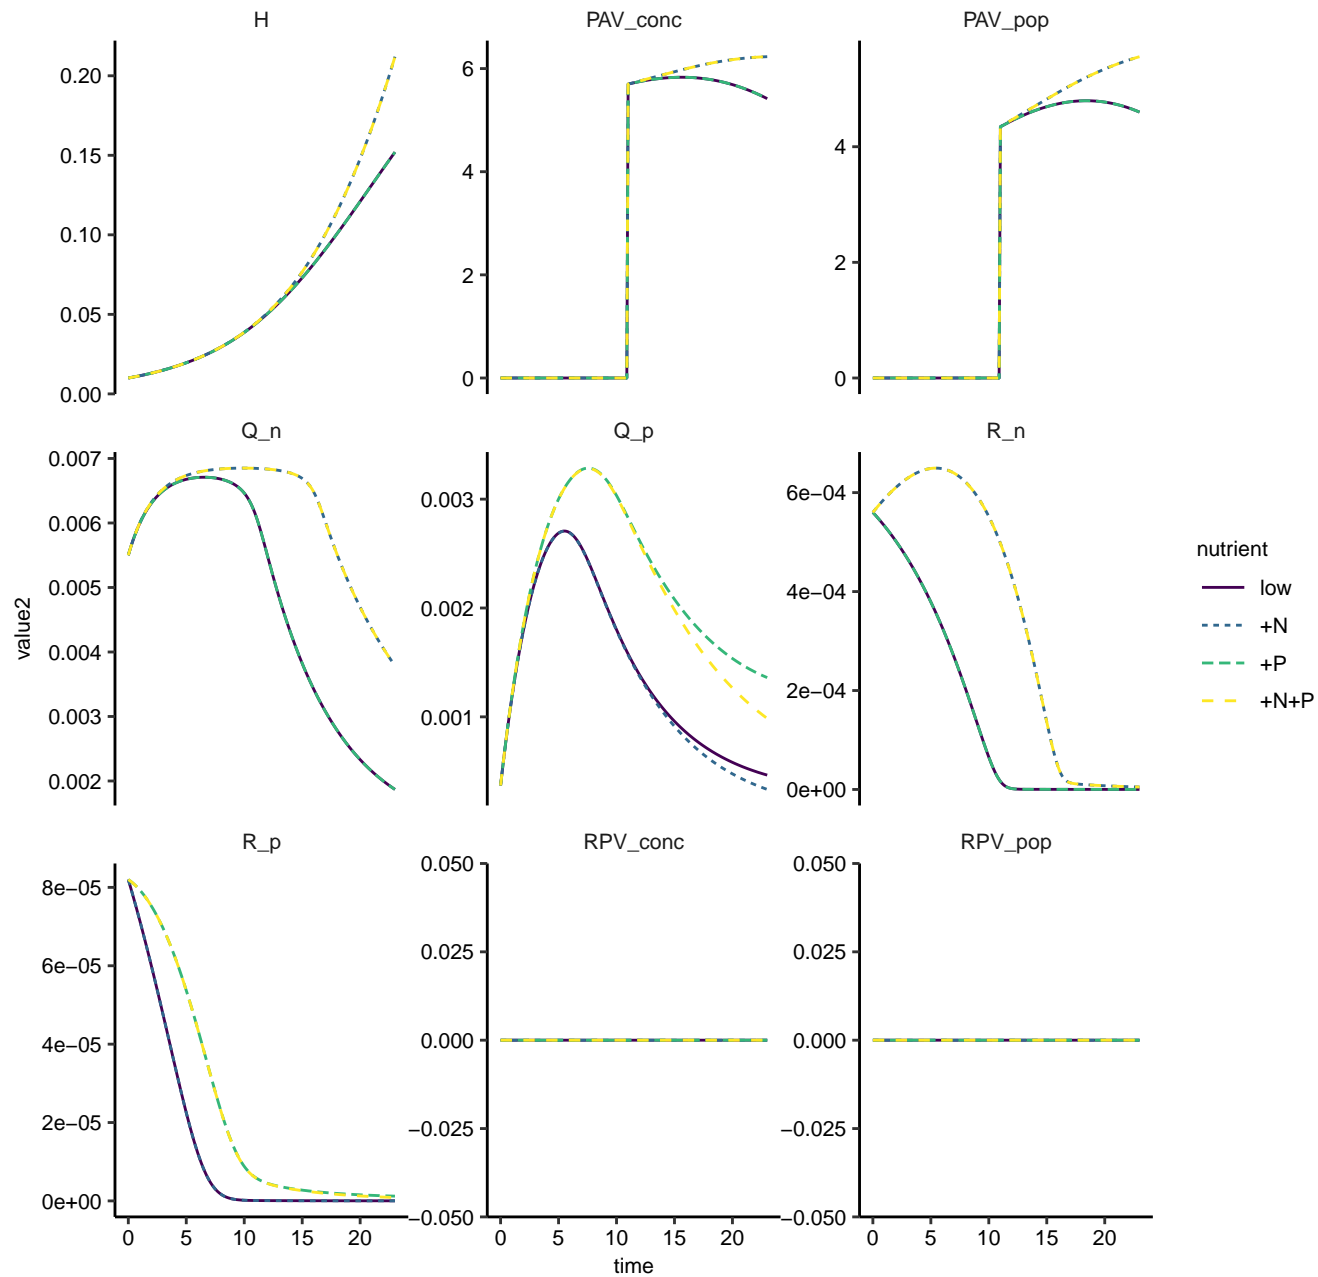 H
PAV_conc
PAV_pop
0.20
0.15
0.10
0.05
0.00
6
4
2
0
4
2
0
Q_n
Q_p
R_n
0.007
0.006
0.005
0.004
0.003
0.002
0.003
0.002
0.001
6e−04
4e−04
2e−04
0e+00
value2
R_p
RPV_conc
RPV_pop
8e−05
6e−05
4e−05
2e−05
0e+00
0.050
0.025
0.000
−0.025
−0.050
0.050
0.025
0.000
−0.025
−0.050
0 5 10 15 20
0 5 10 15 20
0 5 10 15 20
time
nutrient
low
+N
+P
+N+P